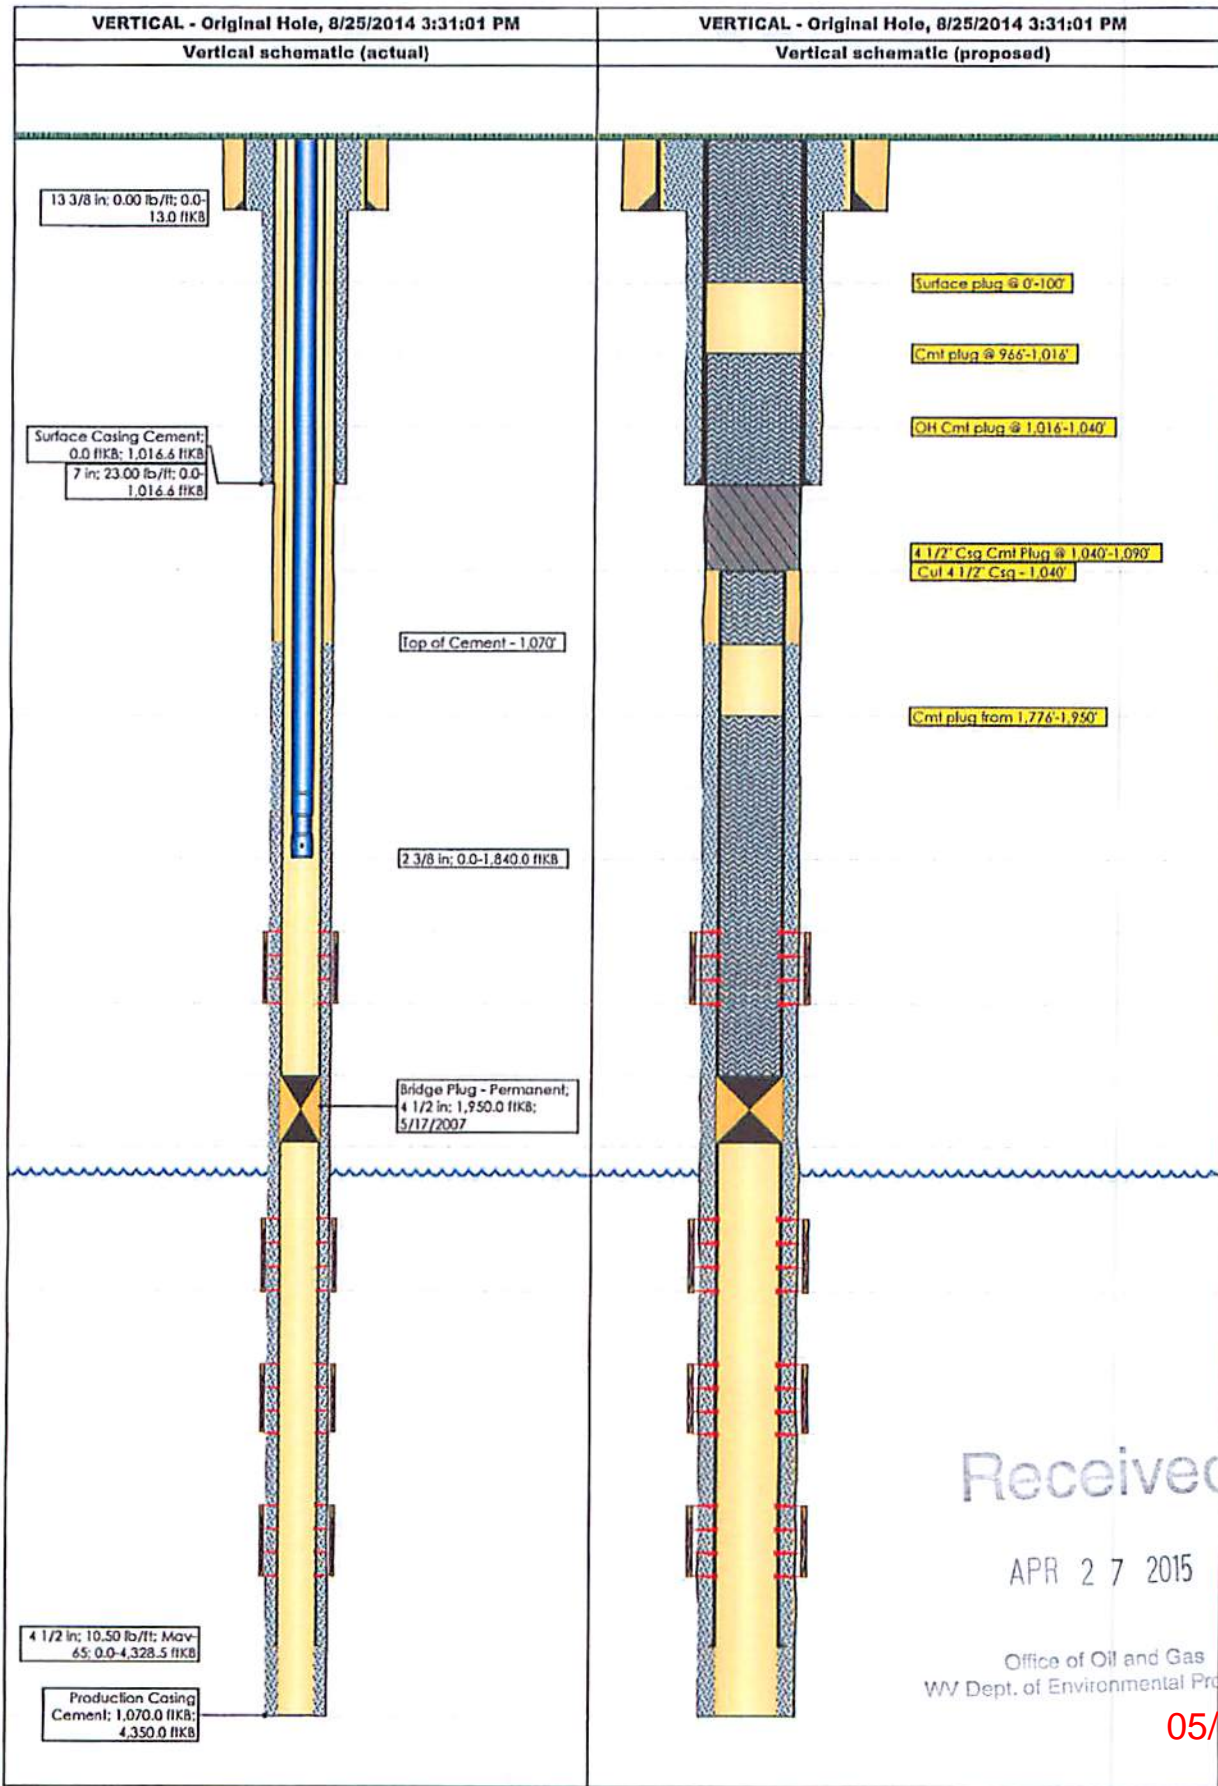 VERTICAL - Original Hole, 8/25/2014 3:31:01 PM
Vertical schematic (actual)
13 3/8 in; 0.00 lb/ft; 0.0-
13.0 ftKB
Surface Casing Cement;
0.0 ftKB; 1,016.6 ftKB
7 in; 23.00 lb/ft; 0.0-
1,016.6 ftKB
Top of Cement - 1,070'
2 3/8 in; 0.0-1,840.0 ftKB
Bridge Plug - Permanent;
4 1/2 in; 1,950.0 ftKB;
5/17/2007
4 1/2 in; 10.50 lb/ft; Mav-
65; 0.0-4,328.5 ftKB
Production Casing
Cement; 1,070.0 ftKB;
4,350.0 ftKB
VERTICAL - Original Hole, 8/25/2014 3:31:01 PM
Vertical schematic (proposed)
Surface plug @ 0'-100'
Cmt plug @ 966'-1,016'
OH Cmt plug @ 1,016'-1,040'
4 1/2" Csg Cmt Plug @ 1,040'-1,090'
Cut 4 1/2" Csg - 1,040'
Cmt plug from 1,776'-1,950'
Received
APR 27 2015
Office of Oil and Gas
WV Dept. of Environmental Pro
05/